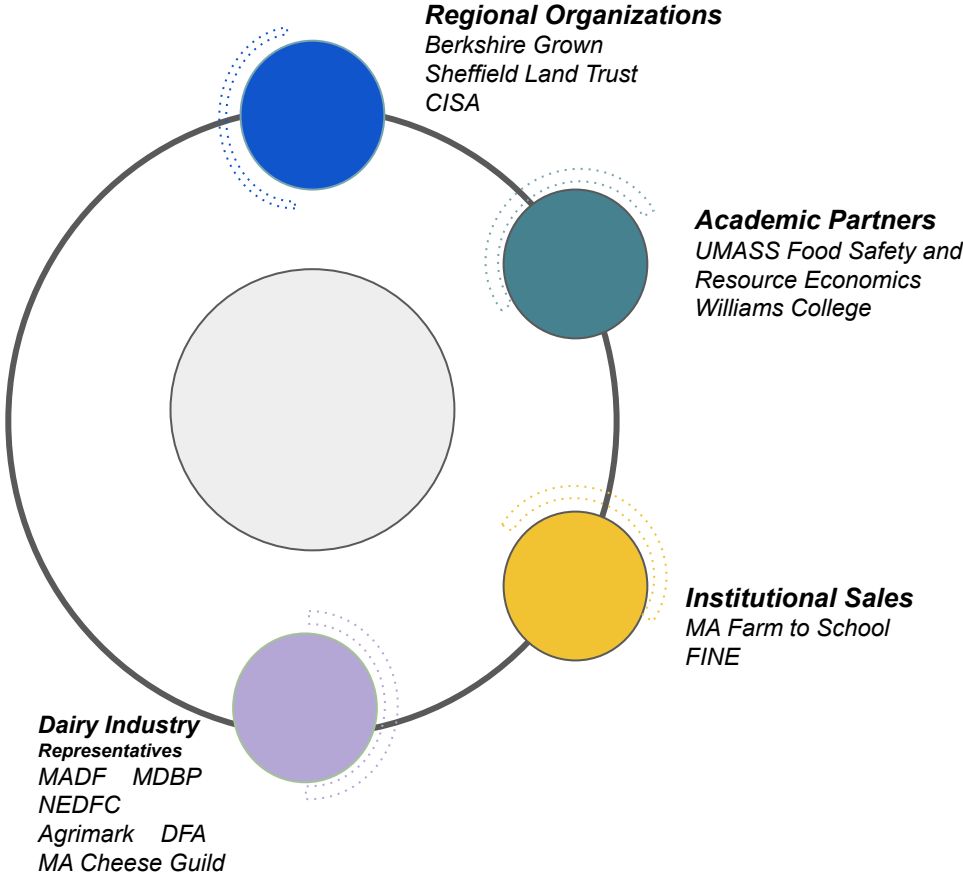 Regional Organizations
Berkshire Grown
Sheffield Land Trust
CISA
Academic Partners
UMASS Food Safety and
Resource Economics
Williams College
Institutional Sales
MA Farm to School
FINE
Dairy Industry
Representatives
MADF MDBP
NEDFC
Agrimark DFA
MA Cheese Guild